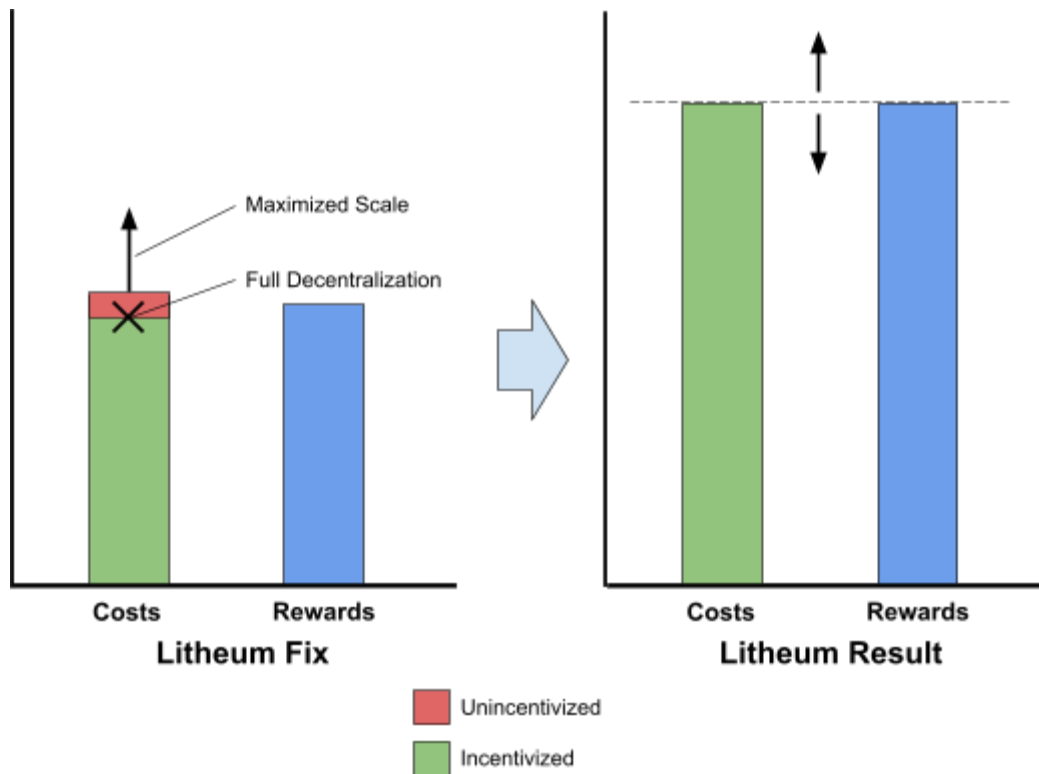 Maximized Scale
Full Decentralization
Costs
Rewards
Litheum Fix
Costs
Rewards
Litheum Result
Unincentivized
Incentivized